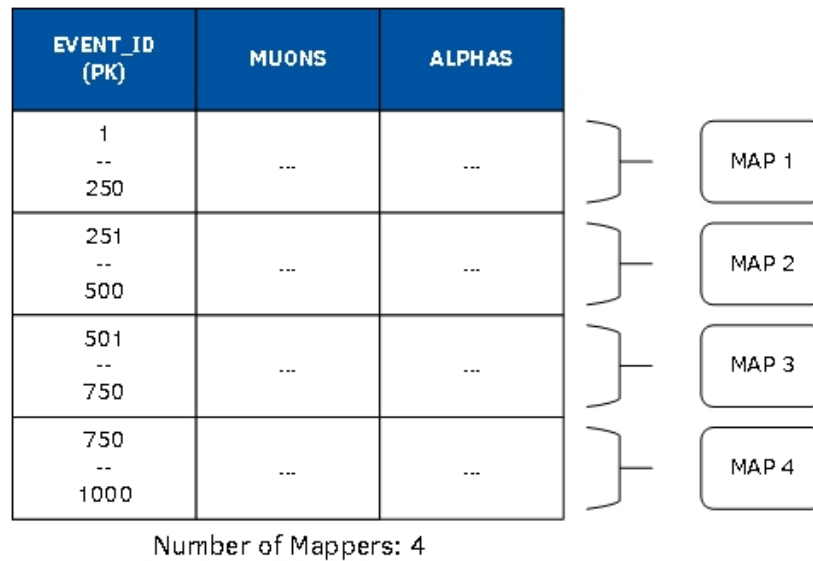 EVENT_ID
(PK)
MUONS
ALPHAS
1
--
250
...
...
MAP 1
251
--
500
...
...
MAP 2
501
--
750
...
...
MAP 3
750
--
1000
...
...
MAP 4
Number of Mappers: 4